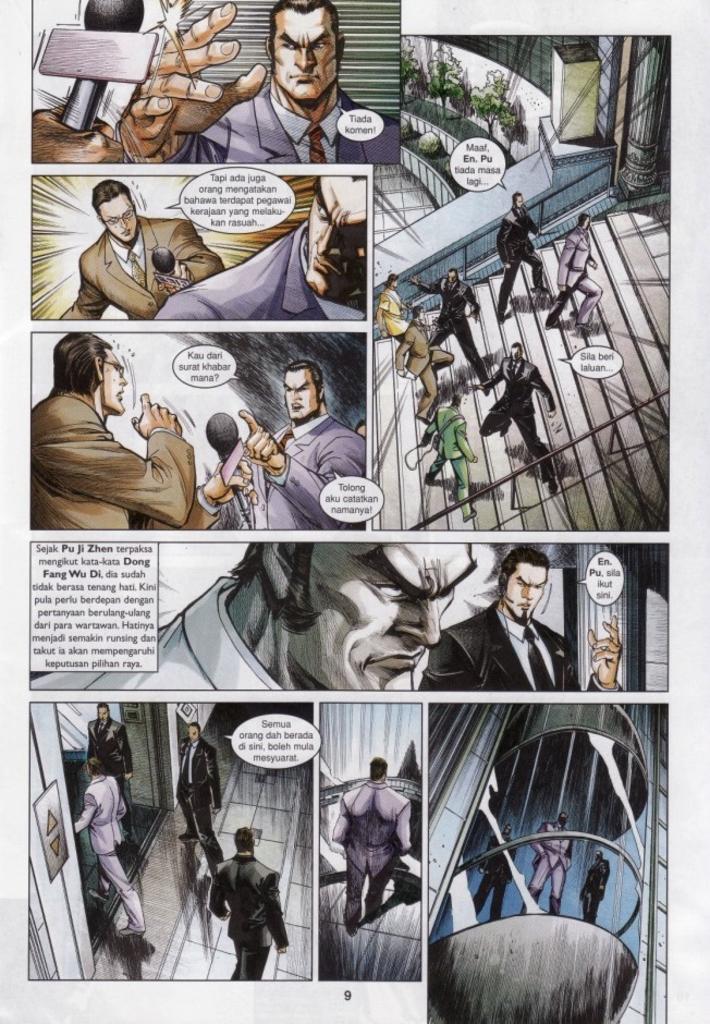 Tiada
komen!
Tapi ada juga
orang mengatakan
bahawa terdapat pegawai
kerajaan yang melaku-
kan rasuah...
Kau dari
surat khabar
mana?
Tolong
aku catatkan
namanya!
Maaf,
En. Pu
tiada masa
lagi...
Sila beri
laluan...
Sejak Pu Ji Zhen terpaksa
mengikut kata-kata Dong
Fang Wu Di, dia sudah
tidak berasa tenang hati. Kini
pula perlu berdepan dengan
pertanyaan berulang-ulang
dari para wartawan. Hatinya
menjadi semakin runsing dan
takut ia akan mempengaruhi
keputusan pilihan raya.
En.
Pu, sila
ikut
sini.
Semua
orang dah berada
di sini, boleh mula
mesyuarat.
9